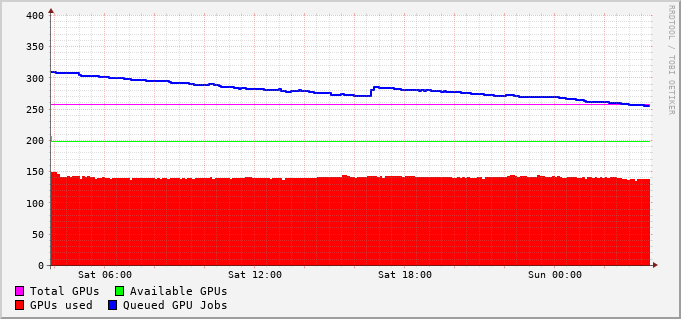 400
350
300
250
200
150
100
50
0
Sat 06:00 Sat 12:00 Sat 18:00 Sun 00:00
Total GPUs Available GPUs
GPUs used Queued GPU Jobs
RRDTOOL / TOBI OETIKER